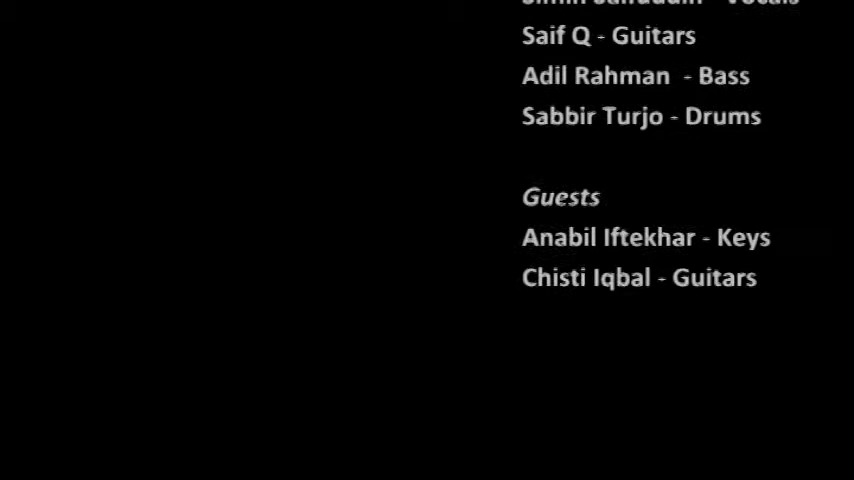 Saif Q - Guitars
Adil Rahman - Bass
Sabbir Turjo - Drums
Guests
Anabil Iftekhar - Keys
Chisti Iqbal - Guitars